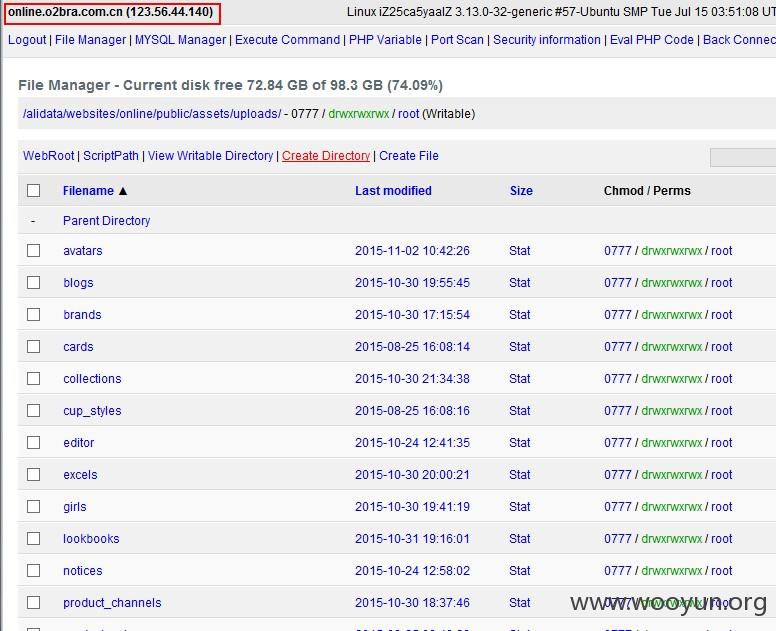 online.o2bra.com.cn (123.56.44.140) Linux iZ25ca5yaalZ 3.13.0-32-generic #57-Ubuntu SMP Tue Jul 15 03:51:08 UT
Logout | File Manager | MYSQL Manager | Execute Command | PHP Variable | Port Scan | Security information | Eval PHP Code | Back Connec
File Manager - Current disk free 72.84 GB of 98.3 GB (74.09%)
/alidata/websites/online/public/assets/uploads/ - 0777 / drwxrwxrwx / root (Writable)
WebRoot | ScriptPath | View Writable Directory | Create Directory | Create File
Filename ▲ Last modified Size Chmod / Perms
- Parent Directory
avatars 2015-11-02 10:42:26 Stat 0777 / drwxrwxrwx / root
blogs 2015-10-30 19:55:45 Stat 0777 / drwxrwxrwx / root
brands 2015-10-30 17:15:54 Stat 0777 / drwxrwxrwx / root
cards 2015-08-25 16:08:14 Stat 0777 / drwxrwxrwx / root
collections 2015-10-30 21:34:38 Stat 0777 / drwxrwxrwx / root
cup_styles 2015-08-25 16:08:16 Stat 0777 / drwxrwxrwx / root
editor 2015-10-24 12:41:35 Stat 0777 / drwxrwxrwx / root
excels 2015-10-30 20:00:21 Stat 0777 / drwxrwxrwx / root
girls 2015-10-30 19:41:19 Stat 0777 / drwxrwxrwx / root
lookbooks 2015-10-31 19:16:01 Stat 0777 / drwxrwxrwx / root
notices 2015-10-24 12:58:02 Stat 0777 / drwxrwxrwx / root
product_channels 2015-10-30 18:37:46 Stat 0777 / drwxrwxrwx / root
www.wooyun.org